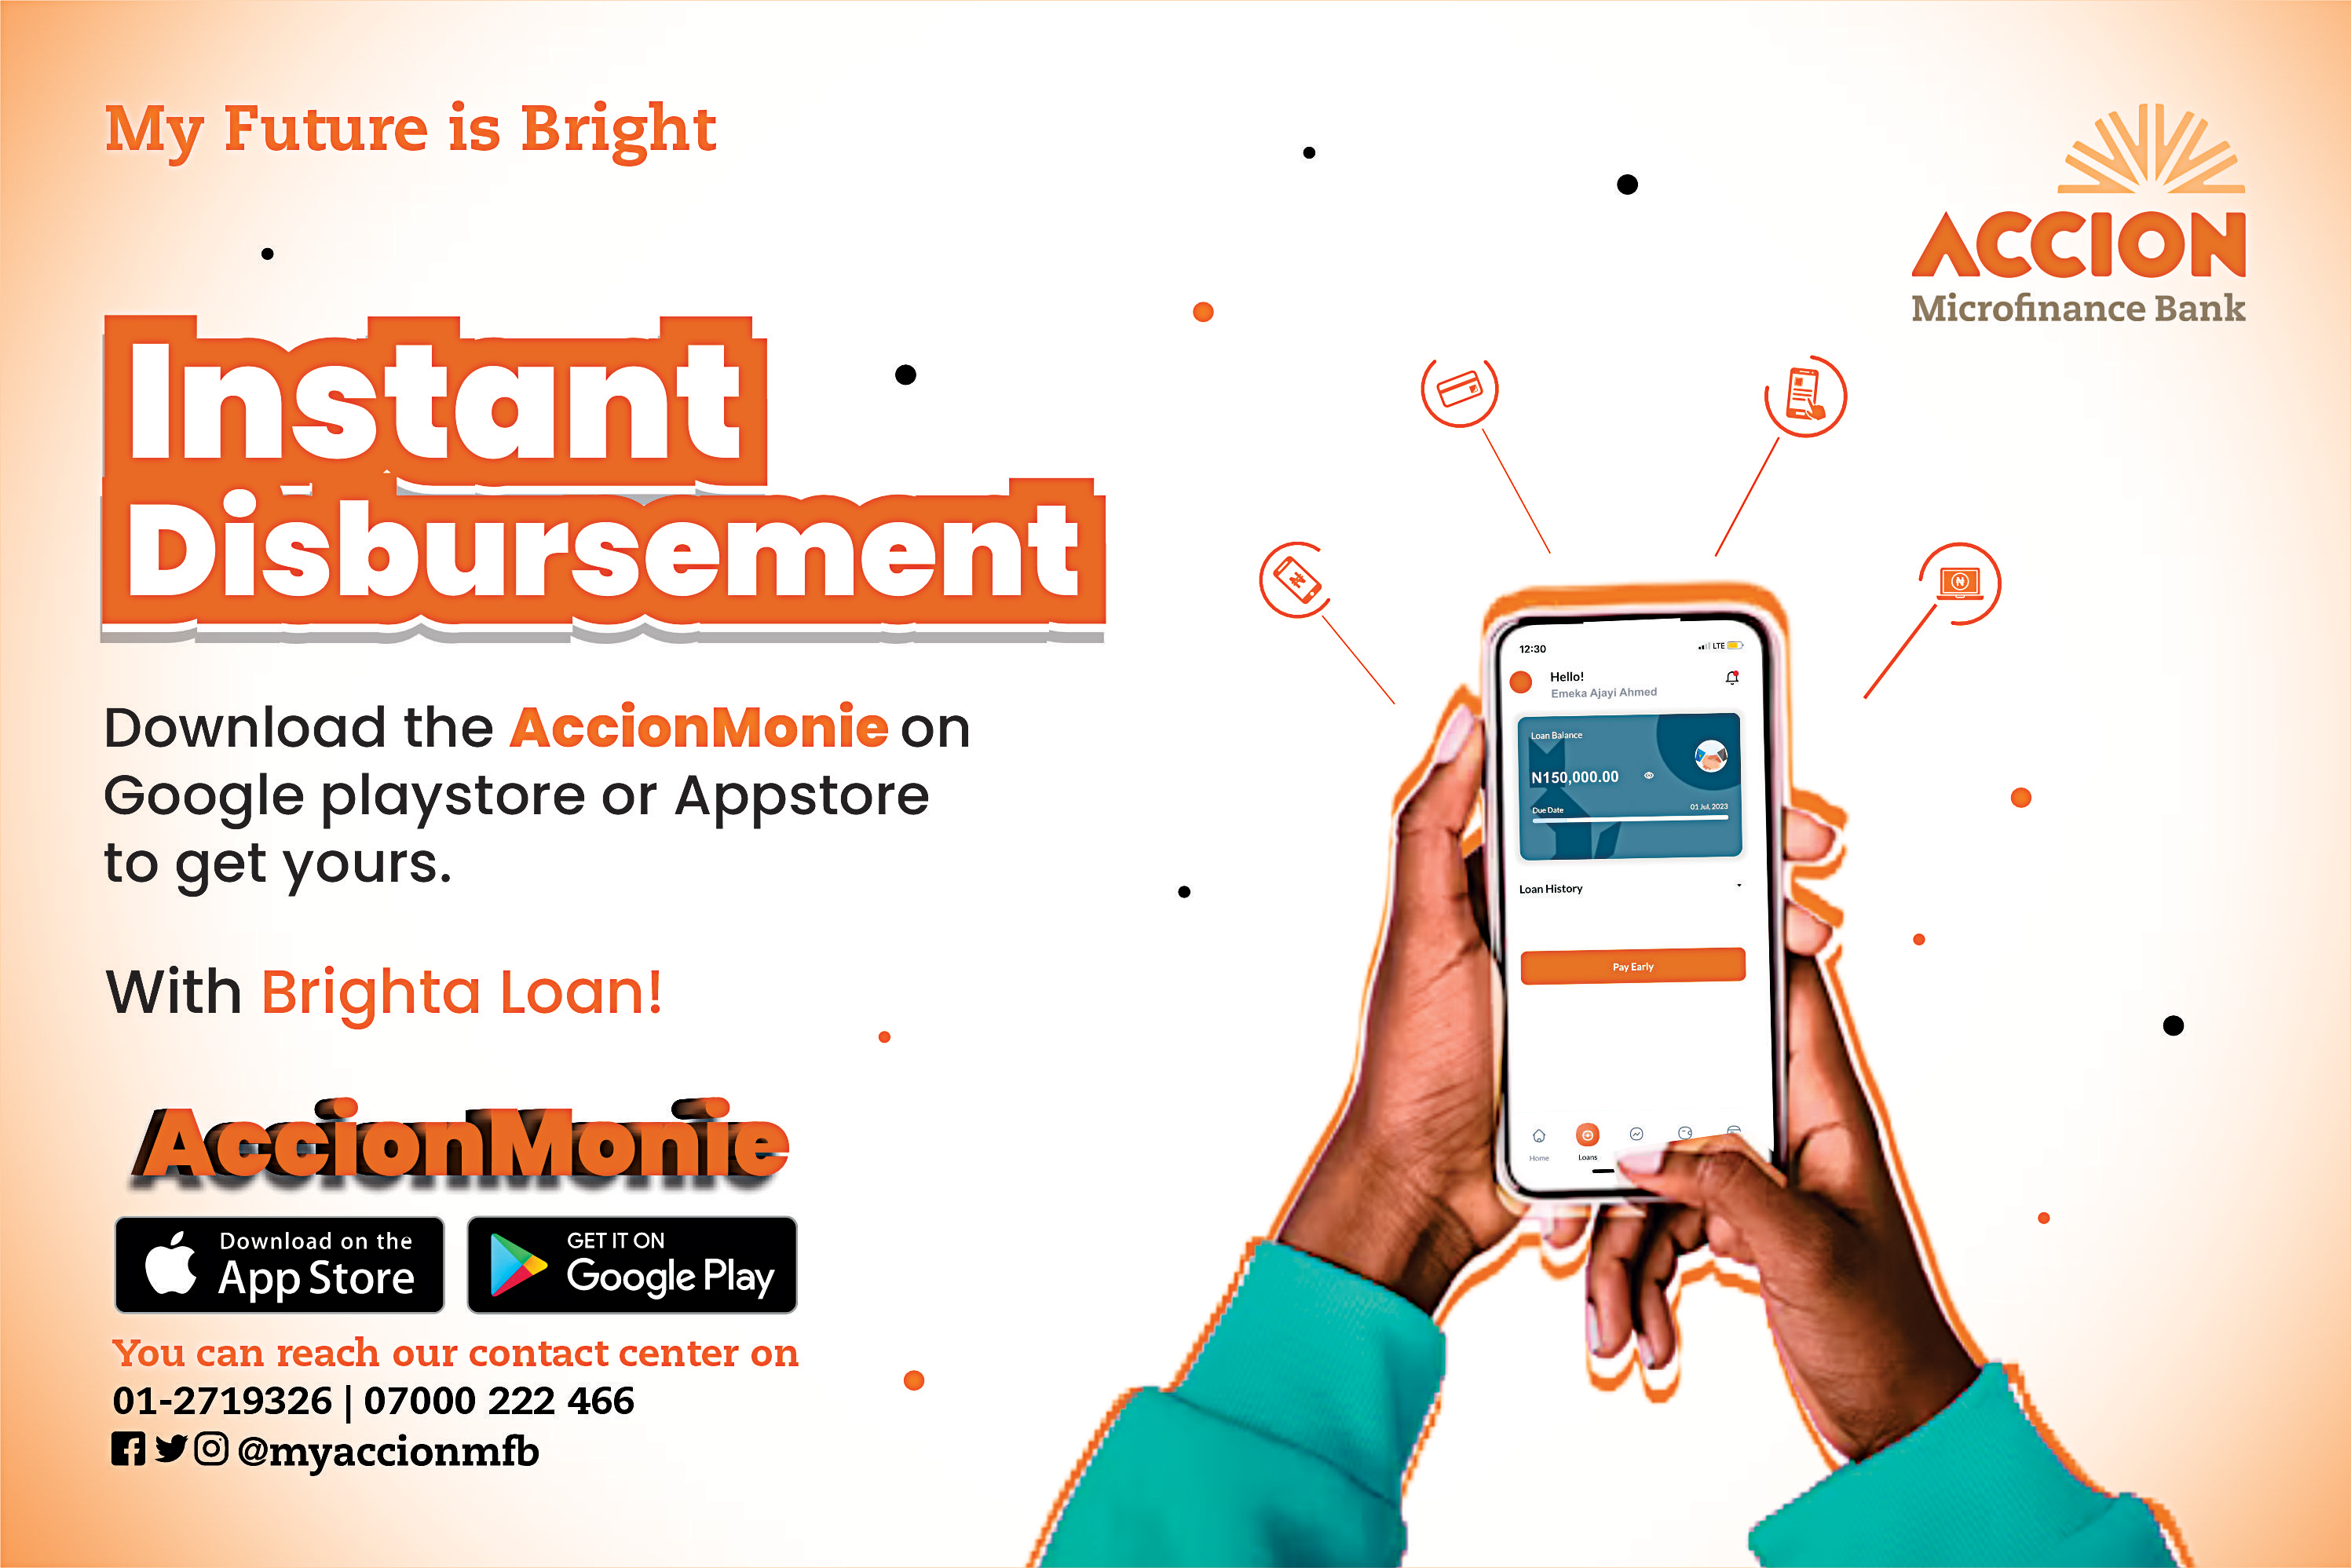 My Future is Bright
ACCION
Microfinance Bank
Instant
Disbursement
Download the AccionMonie on
Google playstore or Appstore
to get yours.
With Brighta Loan!
AccionMonie
Download on the
App Store
GET IT ON
Google Play
You can reach our contact center on
01-2719326 | 07000 222 466
@myaccionmfb
12:30
LTE
Hello!
Emeka Ajayi Ahmed
Loan Balance
N150,000.00
Due Date 01 Jul, 2023
Loan History
Pay Early
Home Loans